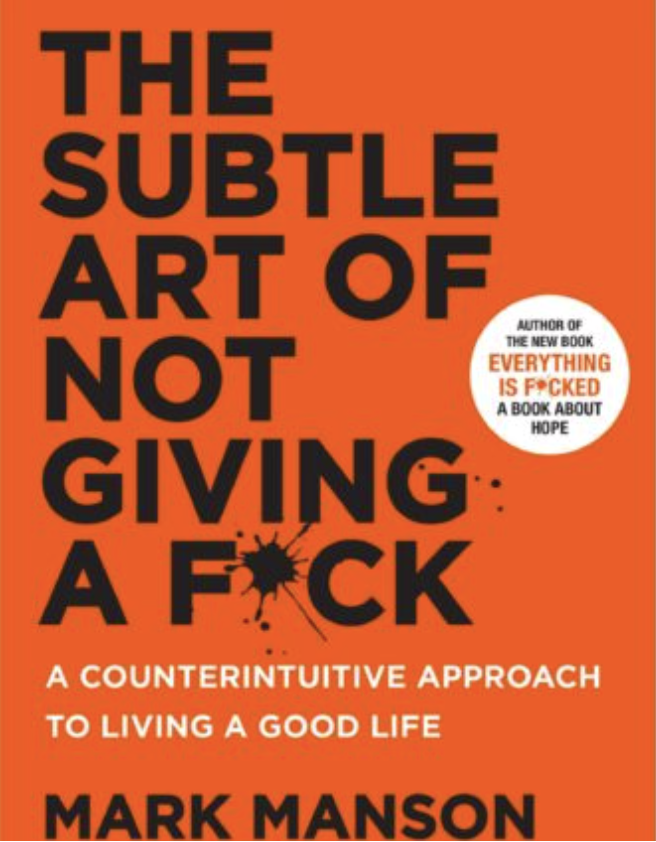 THE
SUBTLE
ART OF
NOT
GIVING
A F*CK
AUTHOR OF
THE NEW BOOK
EVERYTHING
IS F*CKED
A BOOK ABOUT
HOPE
A COUNTERINTUITIVE APPROACH
TO LIVING A GOOD LIFE
MARK MANSON